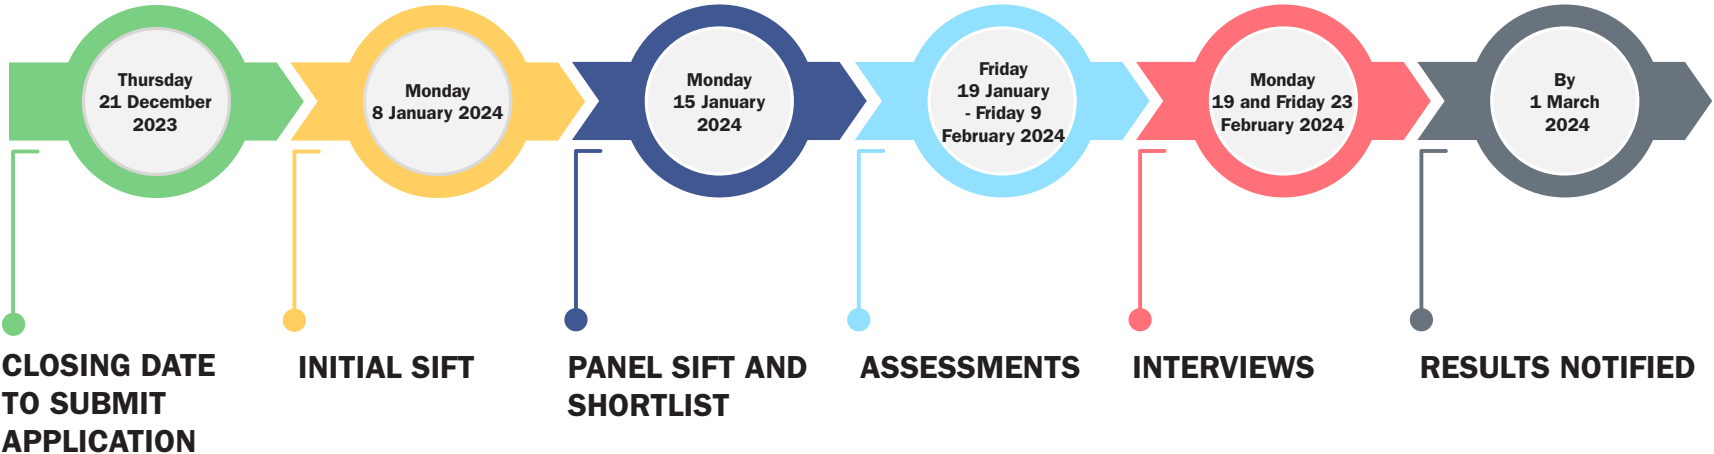 Thursday
21 December
2023
Monday
8 January 2024
Monday
15 January
2024
Friday
19 January
- Friday 9
February 2024
Monday
19 and Friday 23
February 2024
By
1 March
2024
CLOSING DATE
TO SUBMIT
APPLICATION
INITIAL SIFT
PANEL SIFT AND
SHORTLIST
ASSESSMENTS
INTERVIEWS
RESULTS NOTIFIED